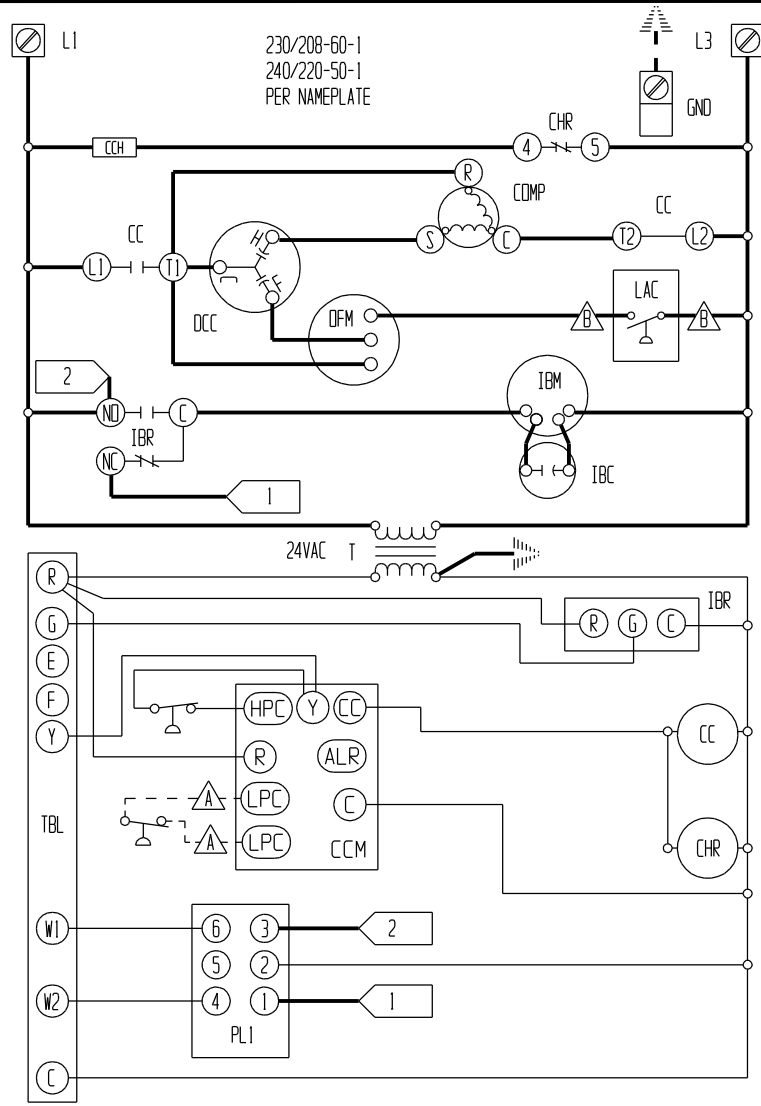 L1
230/208-60-1
240/220-50-1
PER NAMEPLATE
L3
GND
CCH
4
CHR
5
R
COMP
CC
S
C
T2
CC
L2
L1
T1
H
C
F
DCC
OFM
B
LAC
B
2
NO
C
IBR
NC
1
IBM
IBC
24VAC T
R
G
E
F
Y
TBL
W1
W2
C
IBR
R G C
HPC Y CC
R ALR
A LPC
C
A LPC
CCM
CC
CHR
6 3 2
5 2
4 1 1
PL1